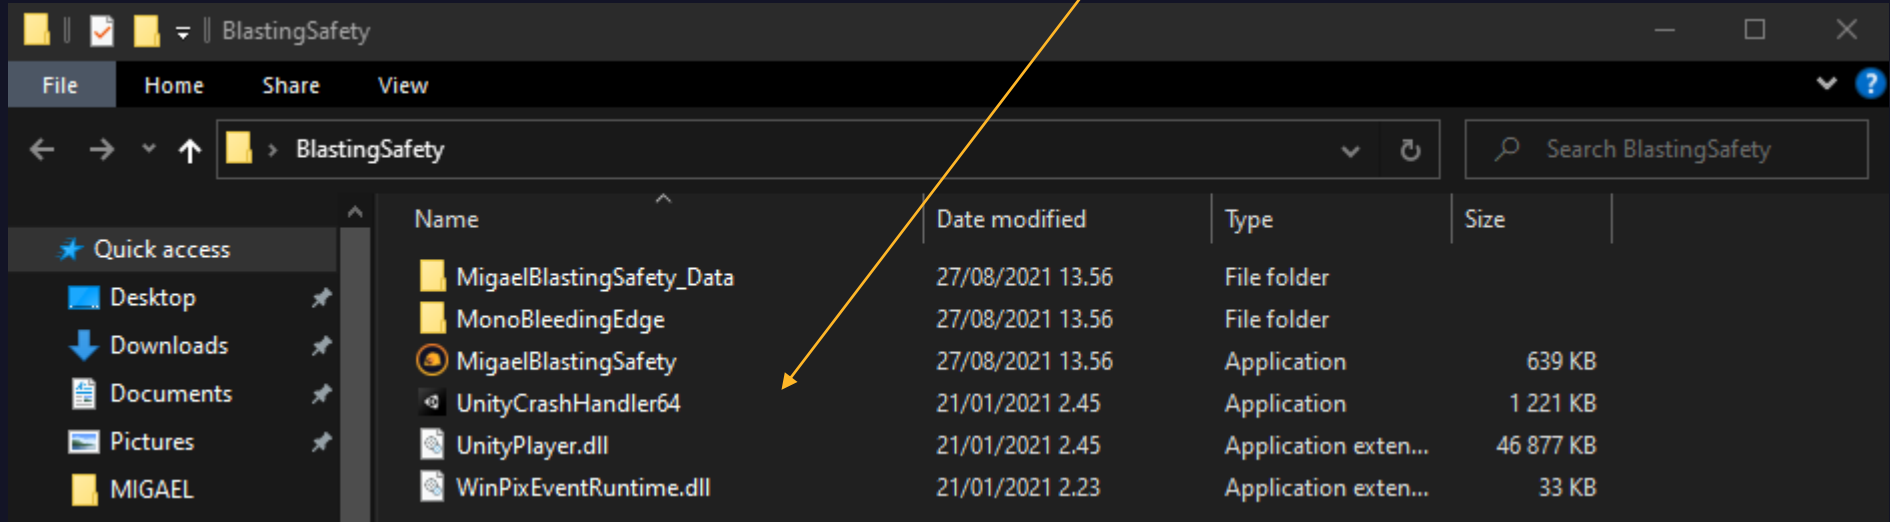 BlastingSafety
File Home Share View
BlastingSafety
Search BlastingSafety
Name Date modified Type Size
Quick access
Desktop
Downloads
Documents
Pictures
MIGAEL
MigaelBlastingSafety_Data 27/08/2021 13.56 File folder
MonoBleedingEdge 27/08/2021 13.56 File folder
MigaelBlastingSafety 27/08/2021 13.56 Application 639 KB
UnityCrashHandler64 21/01/2021 2.45 Application 1 221 KB
UnityPlayer.dll 21/01/2021 2.45 Application exten... 46 877 KB
WinPixEventRuntime.dll 21/01/2021 2.23 Application exten... 33 KB